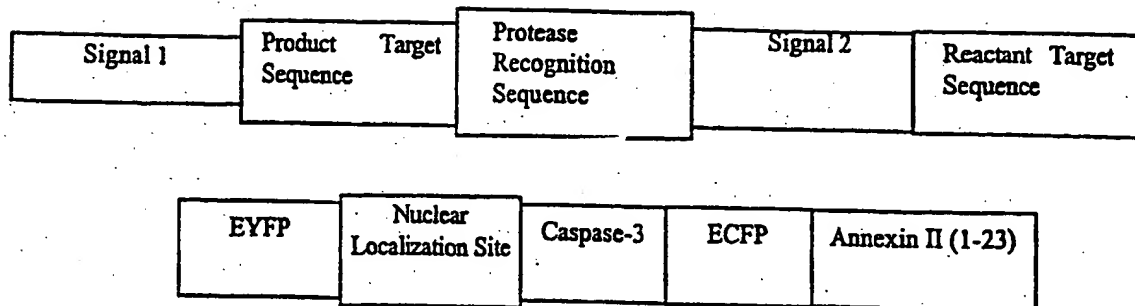 Signal 1
Product Target
Sequence
Protease
Recognition
Sequence
Signal 2
Reactant Target
Sequence
EYFP
Nuclear
Localization Site
Caspase-3
ECFP
Annexin II (1-23)